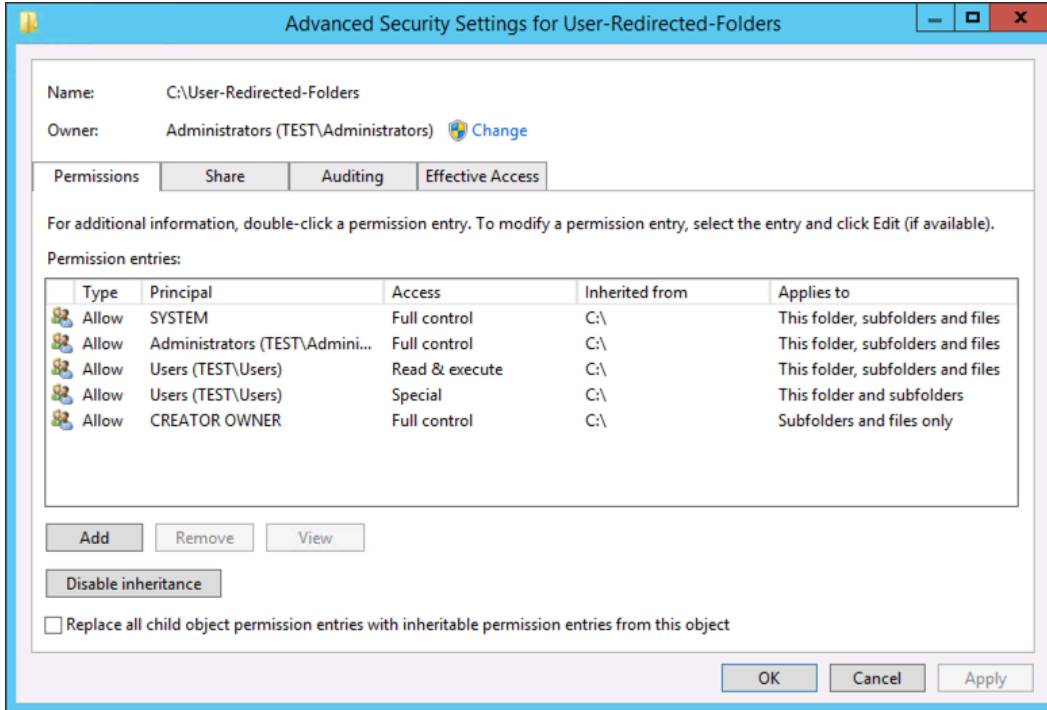 Advanced Security Settings for User-Redirected-Folders
Name: C:\User-Redirected-Folders
Owner: Administrators (TEST\Administrators) Change
Permissions Share Auditing Effective Access
For additional information, double-click a permission entry. To modify a permission entry, select the entry and click Edit (if available).
Permission entries:
Type Principal Access Inherited from Applies to
Allow SYSTEM Full control C:\ This folder, subfolders and files
Allow Administrators (TEST\Admini... Full control C:\ This folder, subfolders and files
Allow Users (TEST\Users) Read & execute C:\ This folder, subfolders and files
Allow Users (TEST\Users) Special C:\ This folder and subfolders
Allow CREATOR OWNER Full control C:\ Subfolders and files only
Add Remove View
Disable inheritance
Replace all child object permission entries with inheritable permission entries from this object
OK Cancel Apply